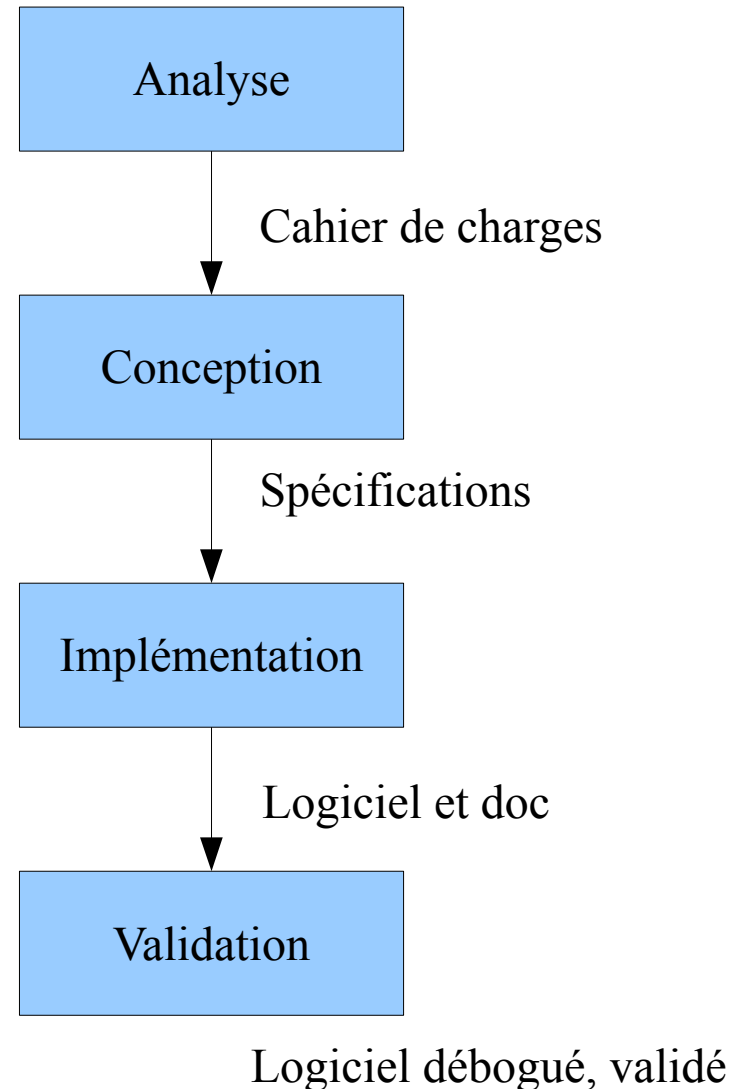 Analyse
Cahier de charges
Conception
Spécifications
Implémentation
Logiciel et doc
Validation
Logiciel débogué, validé